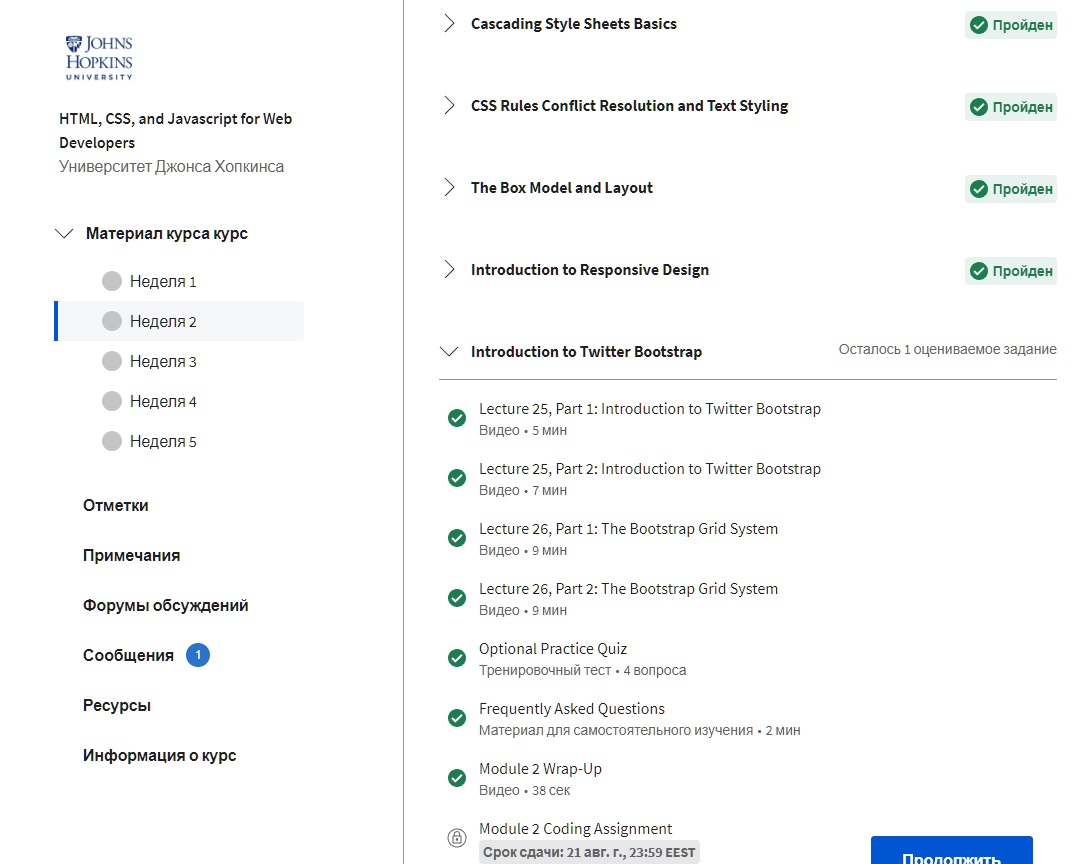 JOHNS
HOPKINS
UNIVERSITY
HTML, CSS, and Javascript for Web
Developers
Университет Джонса Хопкинса
Материал курса курс
Неделя 1
Неделя 2
Неделя 3
Неделя 4
Неделя 5
Отметки
Примечания
Форумы обсуждений
Сообщения 1
Ресурсы
Информация о курс
Cascading Style Sheets Basics Пройден
CSS Rules Conflict Resolution and Text Styling Пройден
The Box Model and Layout Пройден
Introduction to Responsive Design Пройден
Introduction to Twitter Bootstrap Осталось 1 оцениваемое задание
Lecture 25, Part 1: Introduction to Twitter Bootstrap
Видео • 5 мин
Lecture 25, Part 2: Introduction to Twitter Bootstrap
Видео • 7 мин
Lecture 26, Part 1: The Bootstrap Grid System
Видео • 9 мин
Lecture 26, Part 2: The Bootstrap Grid System
Видео • 9 мин
Optional Practice Quiz
Тренировочный тест • 4 вопроса
Frequently Asked Questions
Материал для самостоятельного изучения • 2 мин
Module 2 Wrap-Up
Видео • 38 сек
Module 2 Coding Assignment
Срок сдачи: 21 авг. г., 23:59 EEST
Продолжить